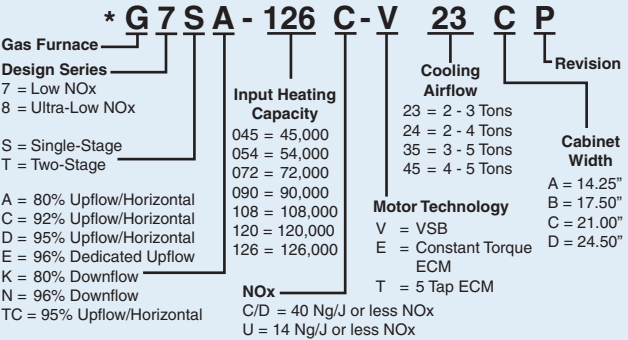 * G 7 S A - 126 C - V 23 C P
Gas Furnace
Design Series
7 = Low NOx
8 = Ultra-Low NOx
S = Single-Stage
T = Two-Stage
A = 80% Upflow/Horizontal
C = 92% Upflow/Horizontal
D = 95% Upflow/Horizontal
E = 96% Dedicated Upflow
K = 80% Downflow
N = 96% Downflow
TC = 95% Upflow/Horizontal
Input Heating
Capacity
045 = 45,000
054 = 54,000
072 = 72,000
090 = 90,000
108 = 108,000
120 = 120,000
126 = 126,000
NOx
C/D = 40 Ng/J or less NOx
U = 14 Ng/J or less NOx
Motor Technology
V = VSB
E = Constant Torque
ECM
T = 5 Tap ECM
Cooling
Airflow
23 = 2 - 3 Tons
24 = 2 - 4 Tons
35 = 3 - 5 Tons
45 = 4 - 5 Tons
Cabinet
Width
A = 14.25”
B = 17.50”
C = 21.00”
D = 24.50”
Revision